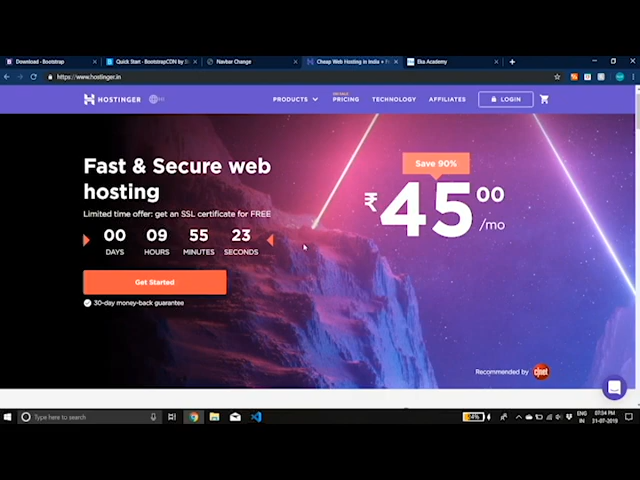 Download · Bootstrap
Quick Start · BootstrapCDN by
Navbar Change
Cheap Web Hosting in India
Eka Academy
https://www.hostinger.in
HOSTINGER
PRODUCTS
PRICING
TECHNOLOGY
AFFILIATES
LOGIN
Fast & Secure web
hosting
Limited time offer: get an SSL certificate for FREE
00 09 55 23
DAYS HOURS MINUTES SECONDS
Get Started
30-day money-back guarantee
Save 90%
₹ 45 00
/mo
Recommended by cnet
Type here to search
ENG
IN
07:34 PM
31-07-2019